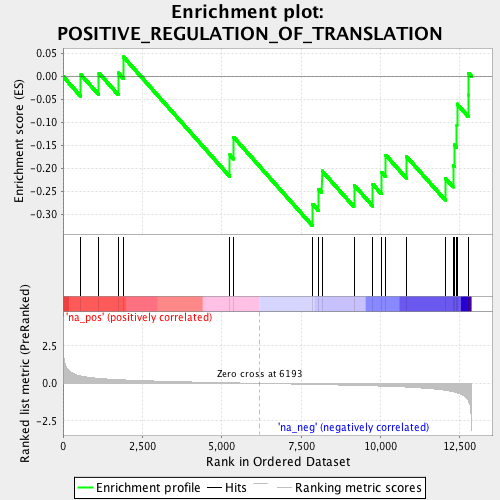 Enrichment plot:
POSITIVE_REGULATION_OF_TRANSLATION
Enrichment score (ES)
0.05
0.00
-0.05
-0.10
-0.15
-0.20
-0.25
-0.30
'na_pos' (positively correlated)
Ranked list metric (PreRanked)
2.5
0.0
-2.5
Zero cross at 6193
'na_neg' (negatively correlated)
0
2,500
5,000
7,500
10,000
12,500
Rank in Ordered Dataset
Enrichment profile
Hits
Ranking metric scores